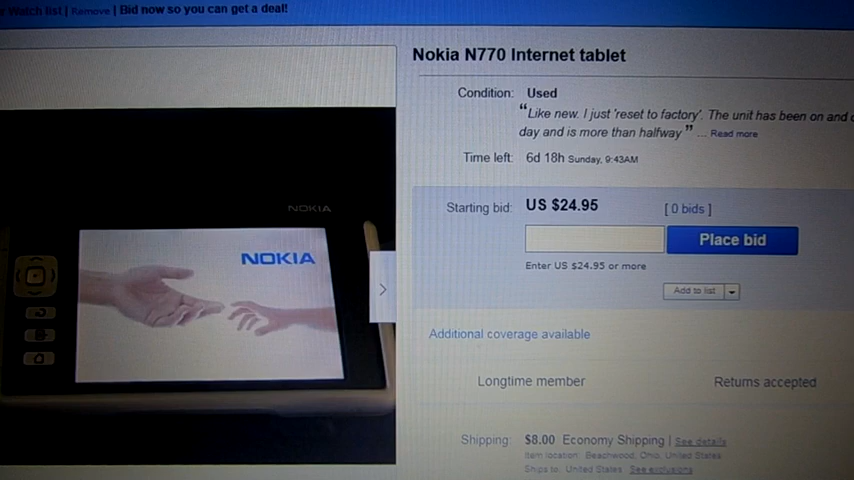 Watch list | Remove | Bid now so you can get a deal!
Nokia N770 Internet tablet
Condition: Used
“Like new. I just 'reset to factory'. The unit has been on and
day and is more than halfway ” ... Read more
Time left: 6d 18h Sunday, 9:43AM
NOKIA
NOKIA
Starting bid: US $24.95 [ 0 bids ]
Place bid
Enter US $24.95 or more
Add to list
Additional coverage available
Longtime member Returns accepted
Shipping: $8.00 Economy Shipping | See details
Item location: Beachwood, Ohio, United States
Ships to: United States See exclusions